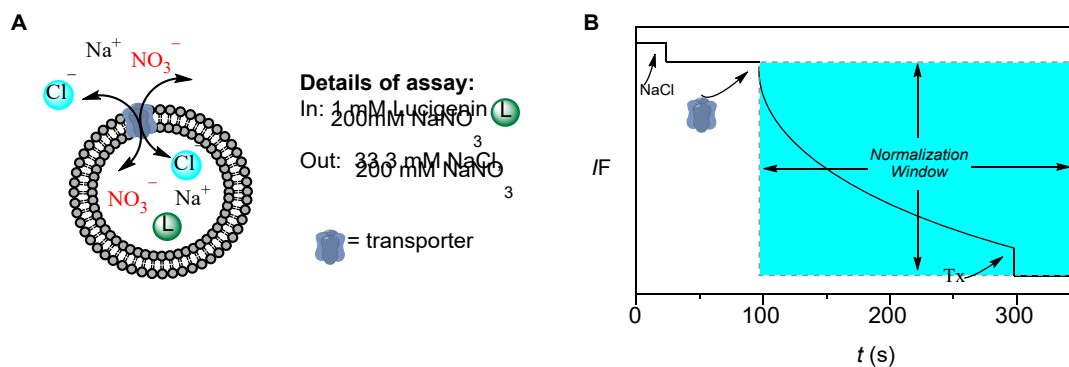 A
Na⁺
NO₃⁻
Cl⁻
Cl⁻
NO₃⁻
Na⁺
L
Details of assay:
In: 1 mM Lucigenin L
200mM NaNO₃
Out: 33.3 mM NaCl,
200 mM NaNO₃
= transporter
B
NaCl
Normalization
Window
IF
Tx
0
100
200
300
t (s)